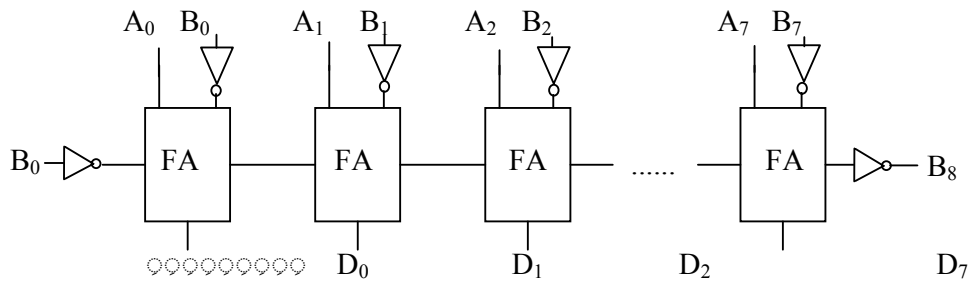 A₀ B₀ A₁ B₁ A₂ B₂ A₇ B₇
B₀ FA FA FA ...... FA B₈
D₀ D₁ D₂ D₇